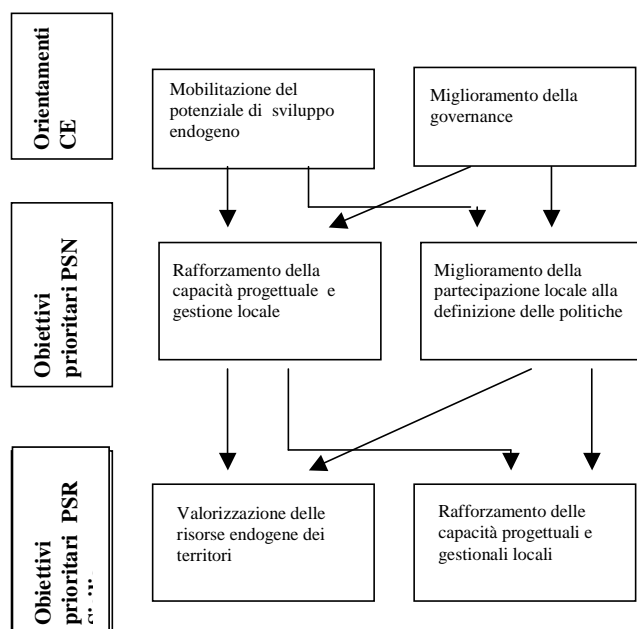 Orientamenti
CE
Mobilitazione del
potenziale di sviluppo
endogeno
Miglioramento della
governance
Obiettivi
prioritari PSN
Rafforzamento della
capacità progettuale e
gestione locale
Miglioramento della
partecipazione locale alla
definizione delle politiche
Obiettivi
prioritari PSR
Valorizzazione delle
risorse endogene dei
territori
Rafforzamento delle
capacità progettuali e
gestionali locali